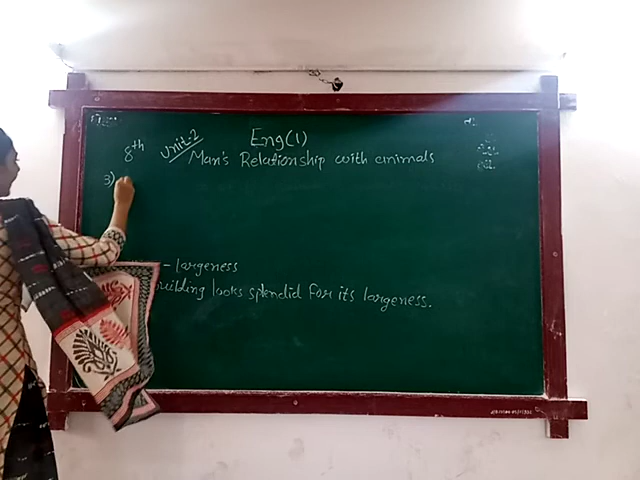 8th Unit-2 Eng(1)
Man's Relationship with animals
3)
- largeness
building looks splendid for its largeness.